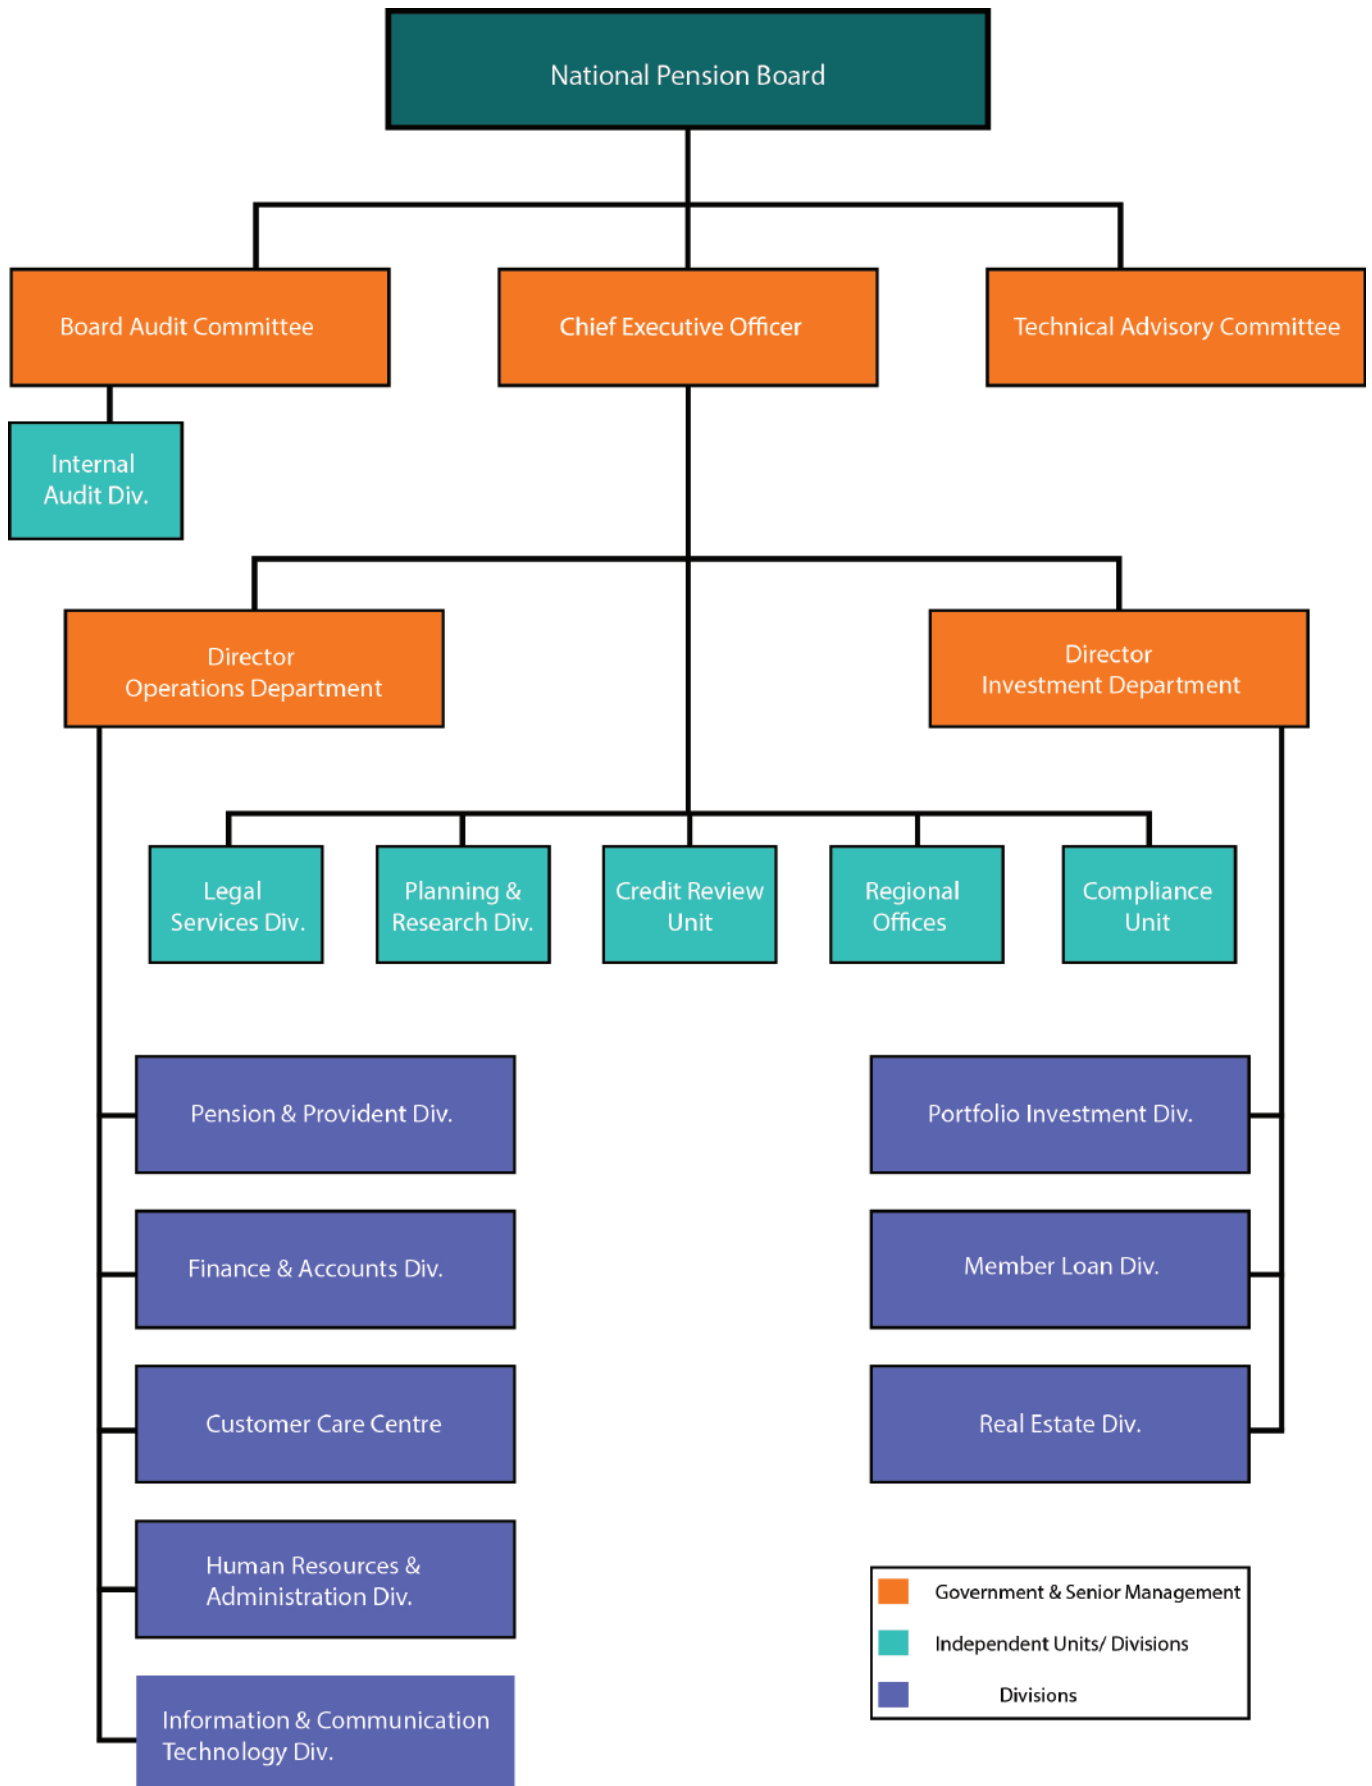 National Pension Board
Board Audit Committee
Chief Executive Officer
Technical Advisory Committee
Internal
Audit Div.
Director
Operations Department
Director
Investment Department
Legal
Services Div.
Planning &
Research Div.
Credit Review
Unit
Regional
Offices
Compliance
Unit
Pension & Provident Div.
Finance & Accounts Div.
Customer Care Centre
Human Resources &
Administration Div.
Information & Communication
Technology Div.
Portfolio Investment Div.
Member Loan Div.
Real Estate Div.
Government & Senior Management
Independent Units/ Divisions
Divisions